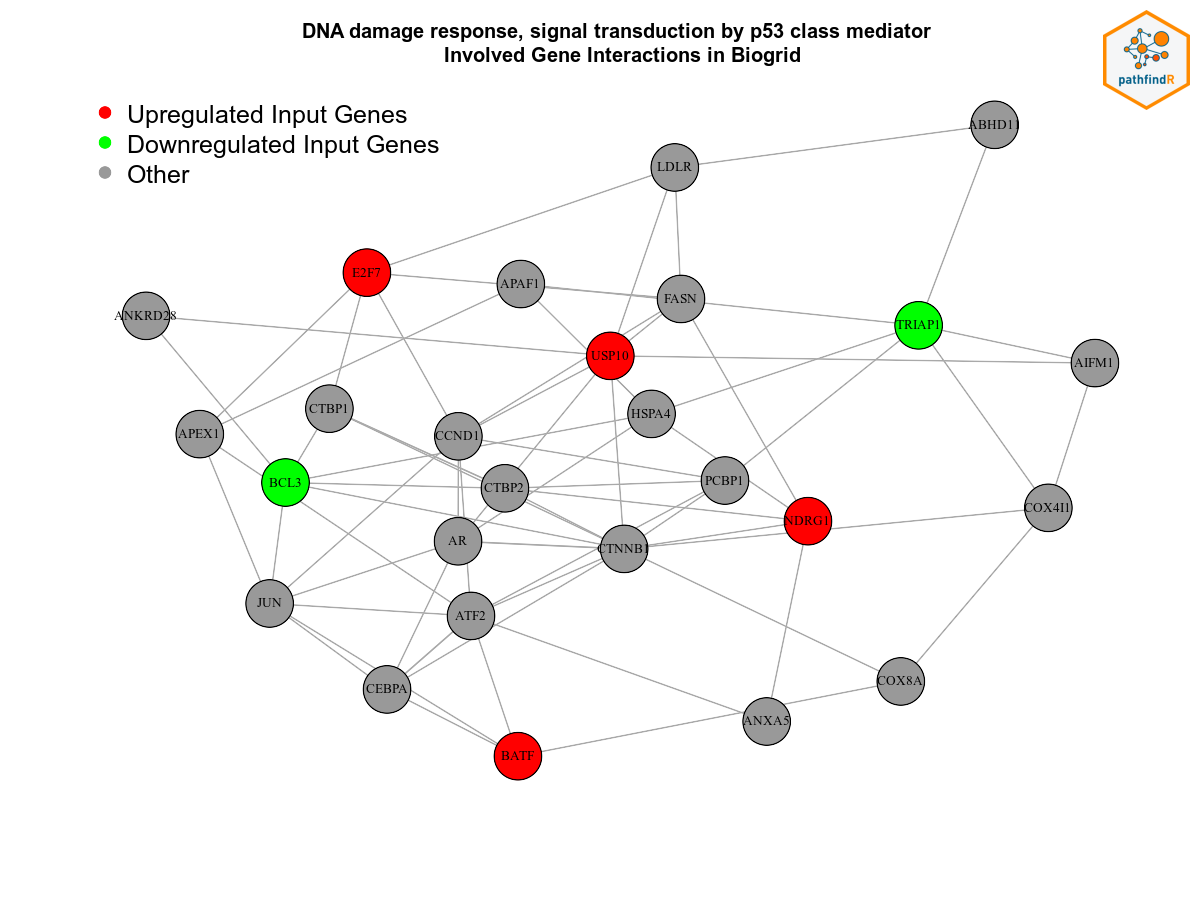 DNA damage response, signal transduction by p53 class mediator
Involved Gene Interactions in Biogrid
pathfindR
Upregulated Input Genes
Downregulated Input Genes
Other
ABHD11
LDLR
E2F7
APAF1
FASN
ANKRD28
TRIAP1
USP10
AIFM1
CTBP1
HSPA4
APEX1
CCND1
BCL3
CTBP2
PCBP1
COX4I1
NDRG1
AR
CTNNB1
JUN
ATF2
CEBPA
COX8A
ANXA5
BATF